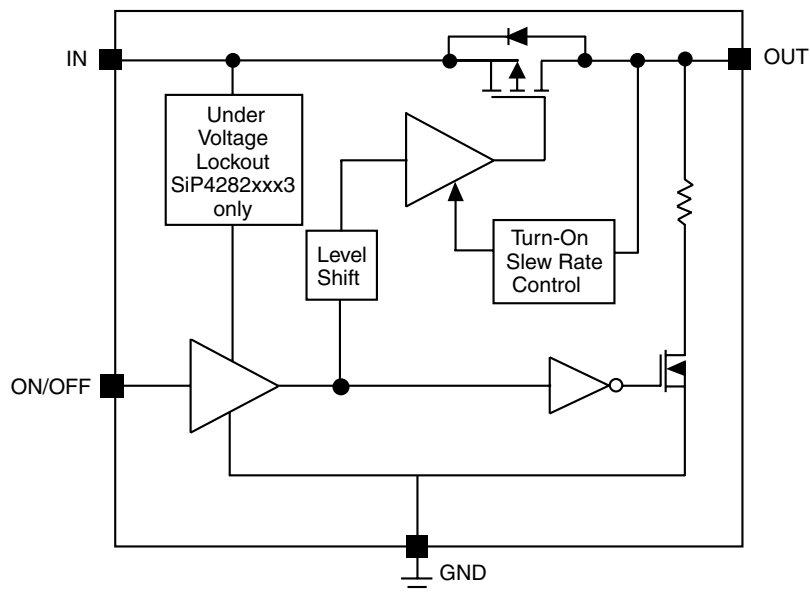 IN
OUT
Under
Voltage
Lockout
SiP4282xxx3
only
Level
Shift
Turn-On
Slew Rate
Control
ON/OFF
GND